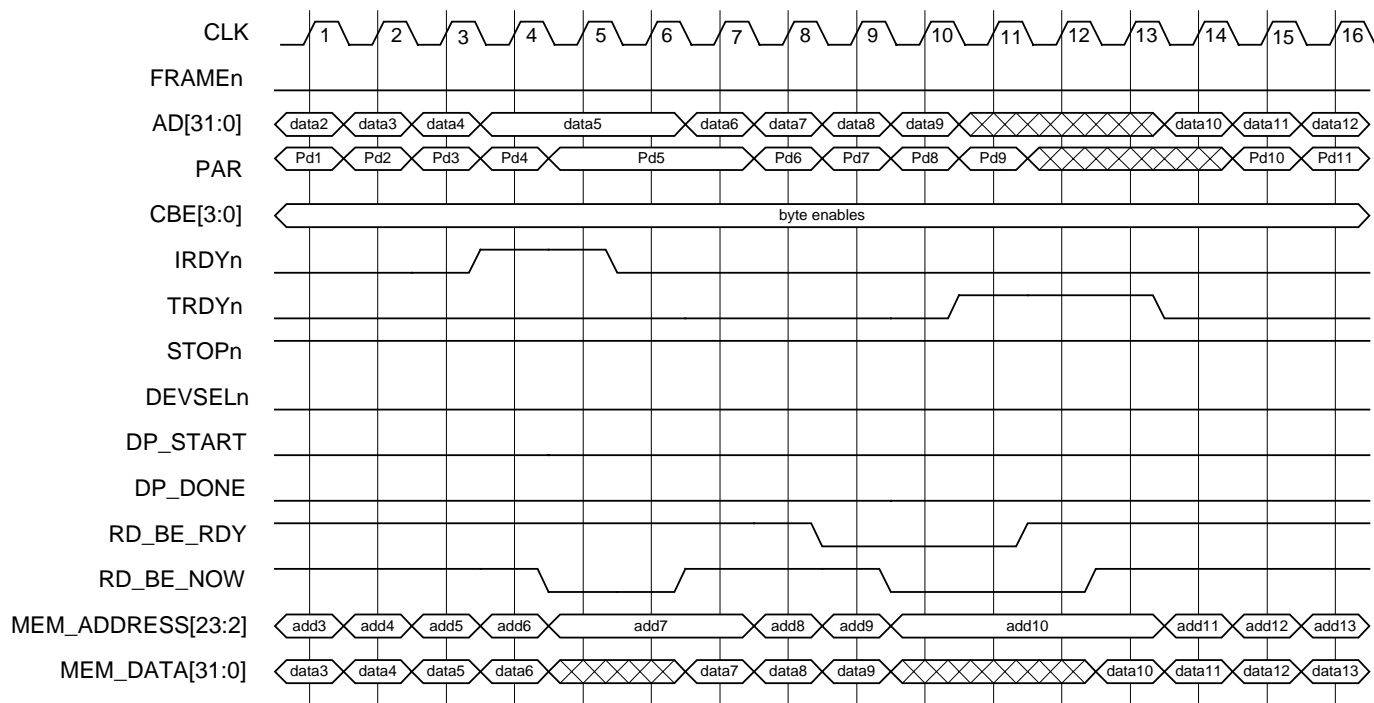 CLK 1 2 3 4 5 6 7 8 9 10 11 12 13 14 15 16
FRAMEn
AD[31:0] data2 data3 data4 data5 data6 data7 data8 data9 data10 data11 data12
PAR Pd1 Pd2 Pd3 Pd4 Pd5 Pd6 Pd7 Pd8 Pd9 Pd10 Pd11
CBE[3:0] byte enables
IRDYn
TRDYn
STOPn
DEVSELn
DP_START
DP_DONE
RD_BE_RDY
RD_BE_NOW
MEM_ADDRESS[23:2] add3 add4 add5 add6 add7 add8 add9 add10 add11 add12 add13
MEM_DATA[31:0] data3 data4 data5 data6 data7 data8 data9 data10 data11 data12 data13